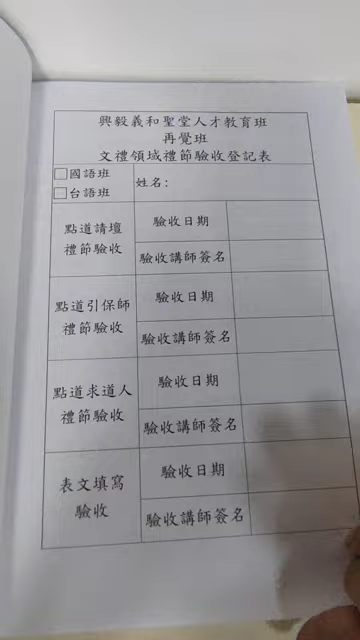 興毅義和聖堂人才教育班
再覺班
文禮領域禮節驗收登記表
□國語班
□台語班
姓名:
點道請壇
禮節驗收
驗收日期
驗收講師簽名
點道引保師
禮節驗收
驗收日期
驗收講師簽名
點道求道人
禮節驗收
驗收日期
驗收講師簽名
表文填寫
驗收
驗收日期
驗收講師簽名